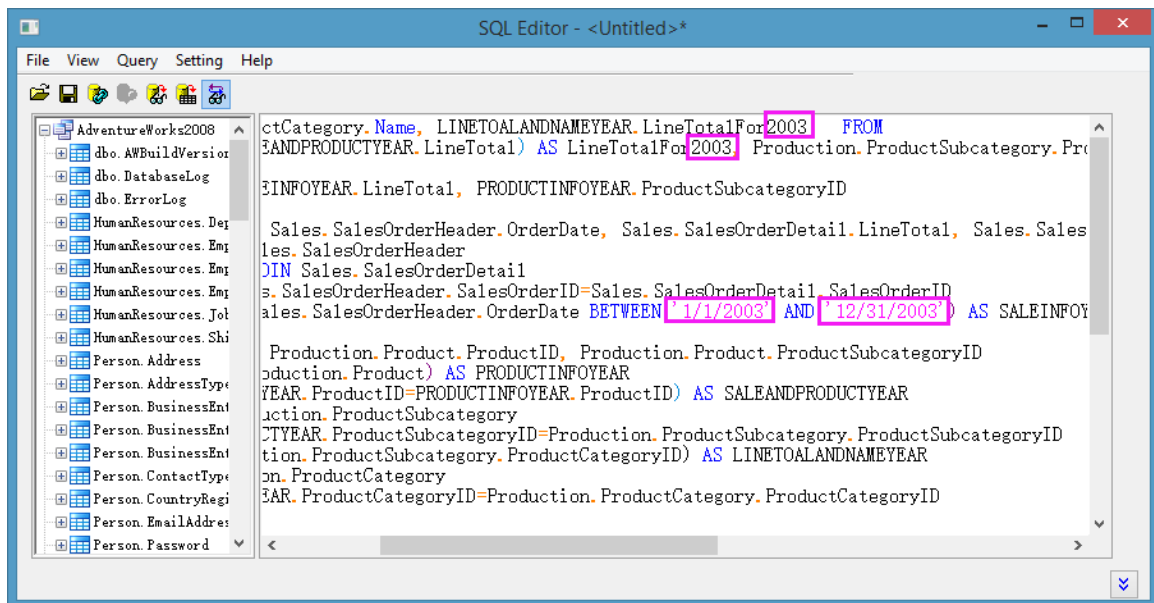 SQL Editor - <Untitled>*
File View Query Setting Help
AdventureWorks2008
dbo.AWBuildVersion
dbo.DatabaseLog
dbo.ErrorLog
HumanResources.Dep
HumanResources.Emp
HumanResources.Emp
HumanResources.Emp
HumanResources.Jol
HumanResources.Shi
Person.Address
Person.AddressType
Person.BusinessEnt
Person.BusinessEnt
Person.BusinessEnt
Person.ContactType
Person.CountryRegi
Person.EmailAddres
Person.Password
ctCategory.Name, LINETOALANDNAMEYEAR.LineTotalFor2003 FROM
EANDPRODUCTYEAR.LineTotal) AS LineTotalFor2003, Production.ProductSubcategory.Pro
EINFOYEAR.LineTotal, PRODUCTINFOYEAR.ProductSubcategoryID
Sales.SalesOrderHeader.OrderDate, Sales.SalesOrderDetail.LineTotal, Sales.Sales
les.SalesOrderHeader
OIN Sales.SalesOrderDetail
s.SalesOrderHeader.SalesOrderID=Sales.SalesOrderDetail.SalesOrderID
ales.SalesOrderHeader.OrderDate BETWEEN '1/1/2003' AND '12/31/2003') AS SALEINFOY
Production.Product.ProductID, Production.Product.ProductSubcategoryID
oduction.Product) AS PRODUCTINFOYEAR
YEAR.ProductID=PRODUCTINFOYEAR.ProductID) AS SALEANDPRODUCTYEAR
uction.ProductSubcategory
CTYEAR.ProductSubcategoryID=Production.ProductSubcategory.ProductSubcategoryID
tion.ProductSubcategory.ProductCategoryID) AS LINETOALANDNAMEYEAR
on.ProductCategory
EAR.ProductCategoryID=Production.ProductCategory.ProductCategoryID